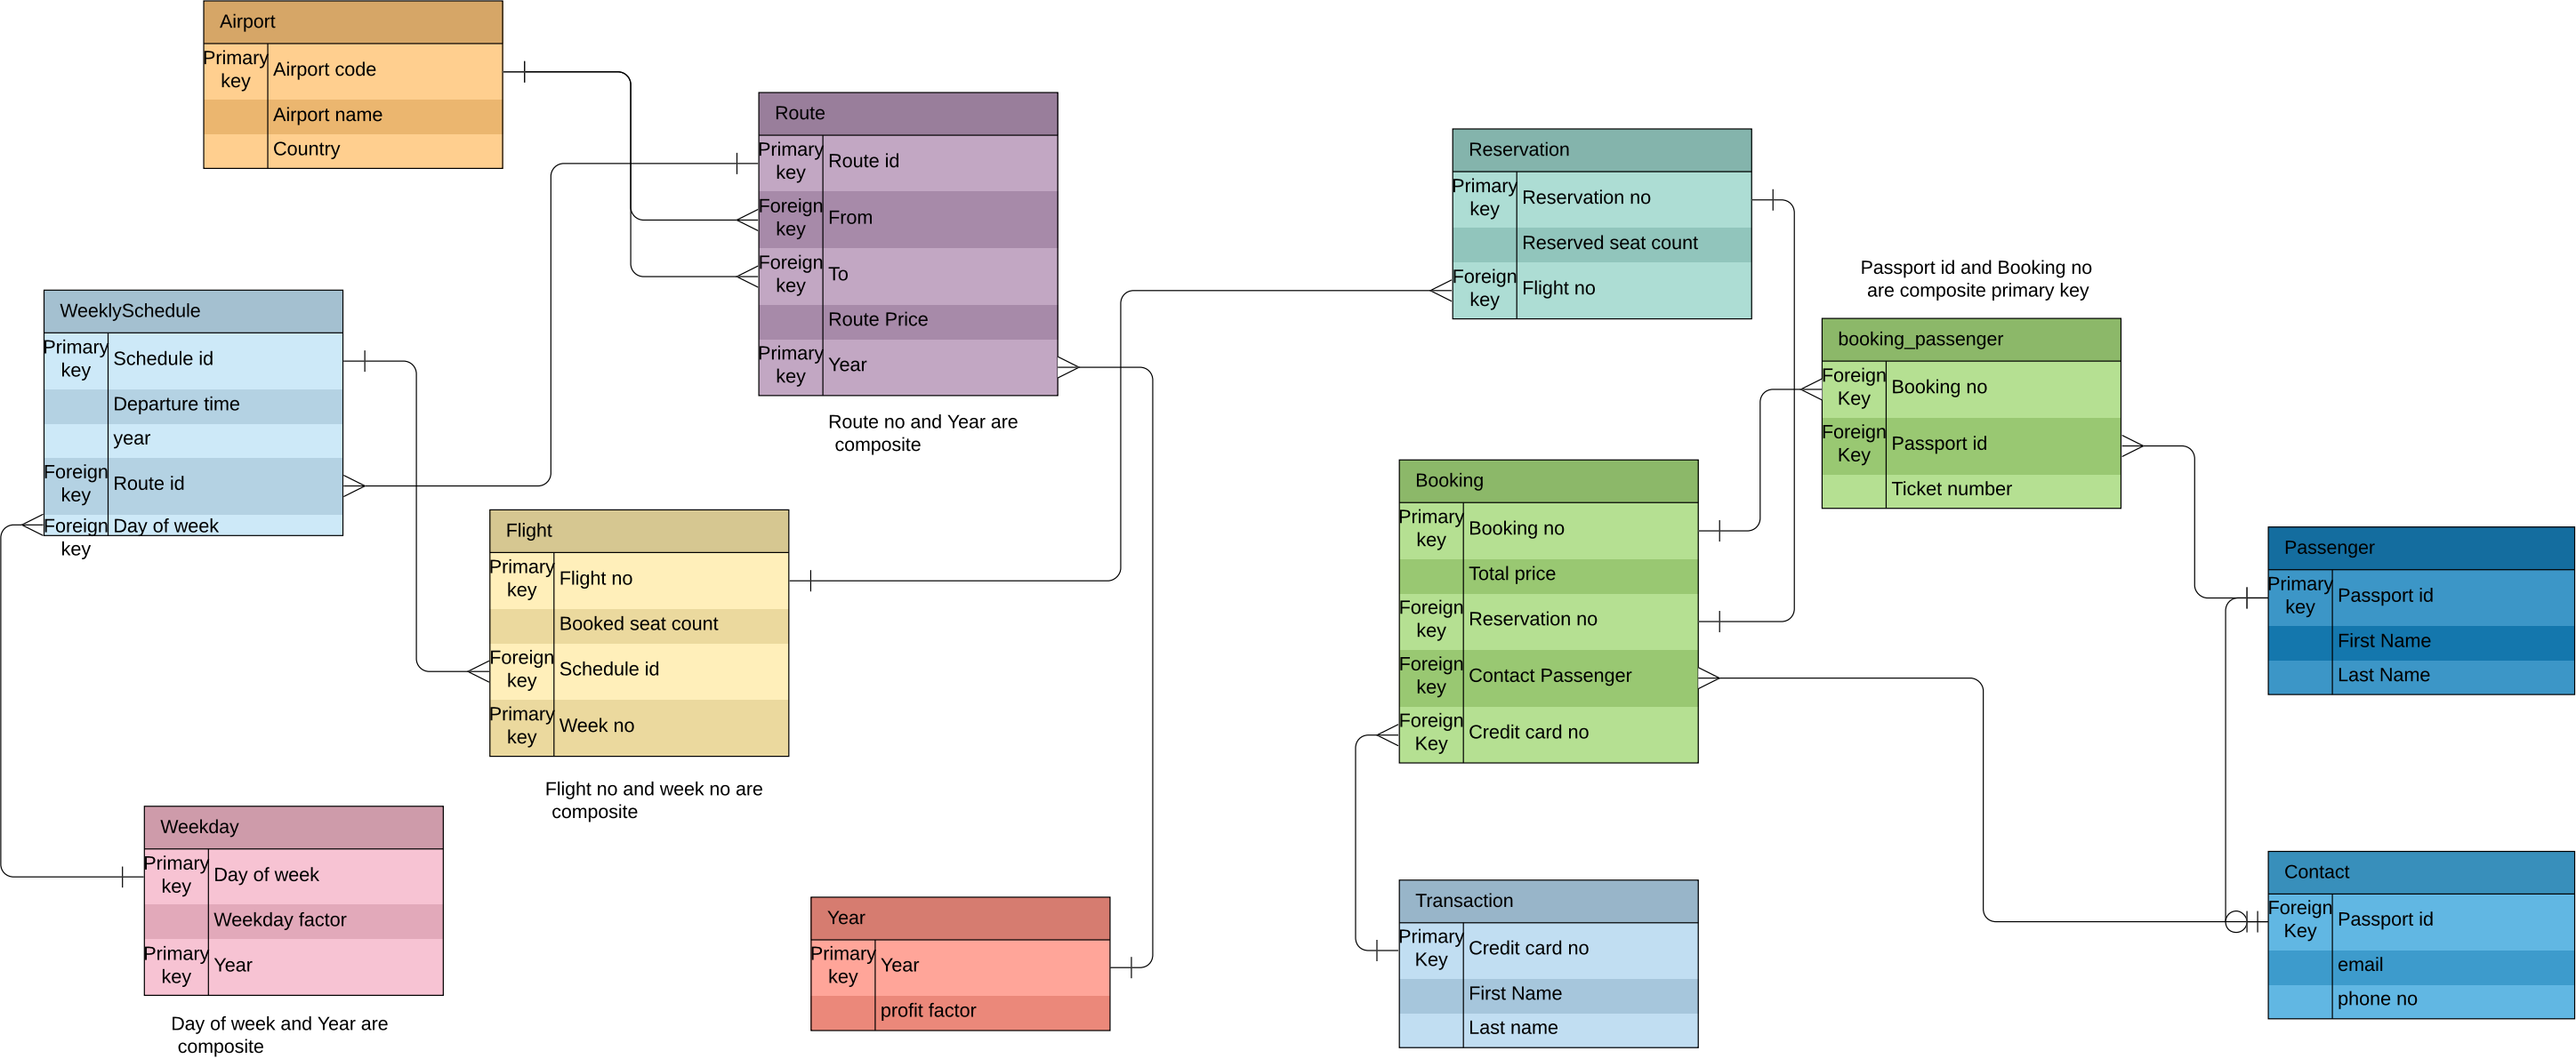 Airport
Primary
key
Airport code
Airport name
Country
Route
Primary
key
Route id
Foreign
key
From
Foreign
key
To
Route Price
Primary
key
Year
Route no and Year are
composite
WeeklySchedule
Primary
key
Schedule id
Departure time
year
Foreign
key
Route id
Foreign
key
Day of week
Flight
Primary
key
Flight no
Booked seat count
Foreign
key
Schedule id
Primary
key
Week no
Flight no and week no are
composite
Weekday
Primary
key
Day of week
Weekday factor
Primary
key
Year
Day of week and Year are
composite
Year
Primary
key
Year
profit factor
Reservation
Primary
key
Reservation no
Reserved seat count
Foreign
key
Flight no
Passport id and Booking no
are composite primary key
booking_passenger
Foreign
Key
Booking no
Foreign
Key
Passport id
Ticket number
Booking
Primary
key
Booking no
Total price
Foreign
key
Reservation no
Foreign
key
Contact Passenger
Foreign
Key
Credit card no
Transaction
Primary
Key
Credit card no
First Name
Last name
Passenger
Primary
key
Passport id
First Name
Last Name
Contact
Foreign
Key
Passport id
email
phone no